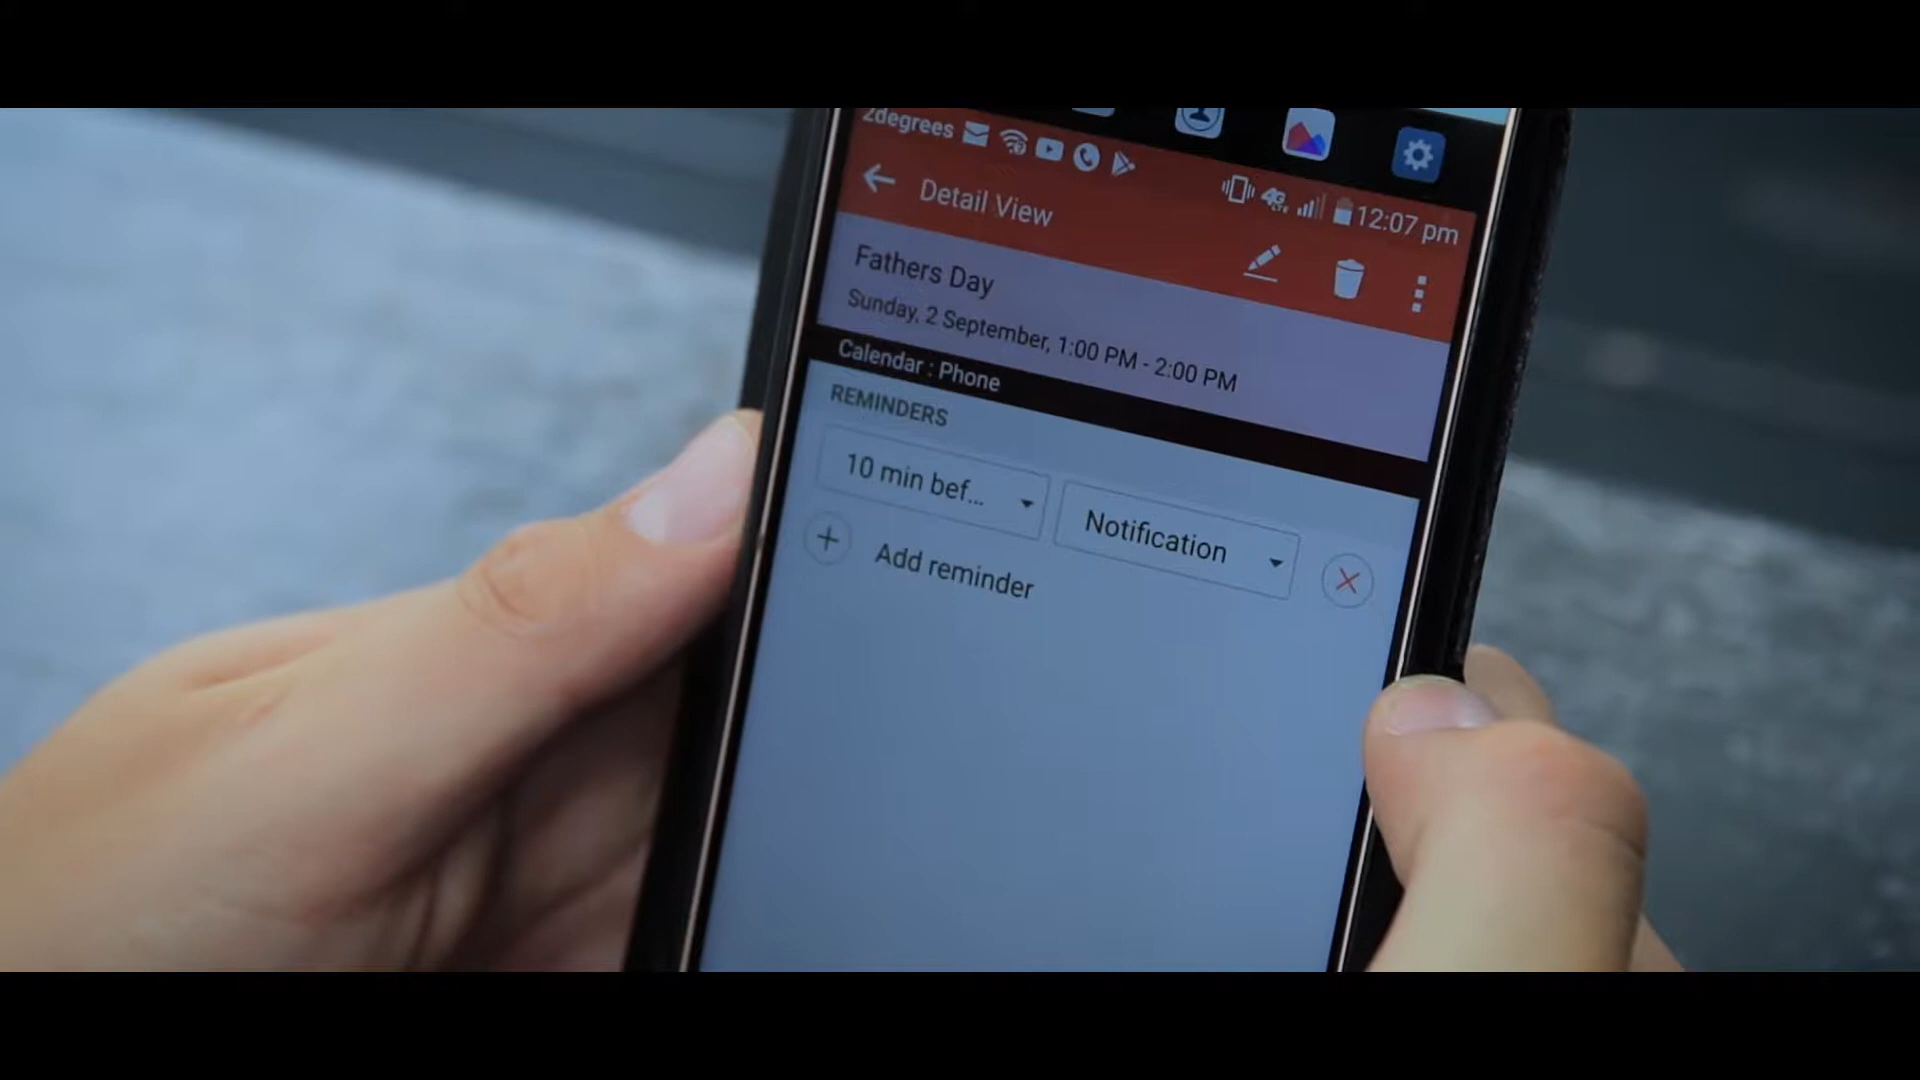 2degrees
12:07 pm
Detail View
Fathers Day
Sunday, 2 September, 1:00 PM - 2:00 PM
Calendar : Phone
REMINDERS
10 min bef...
Notification
Add reminder